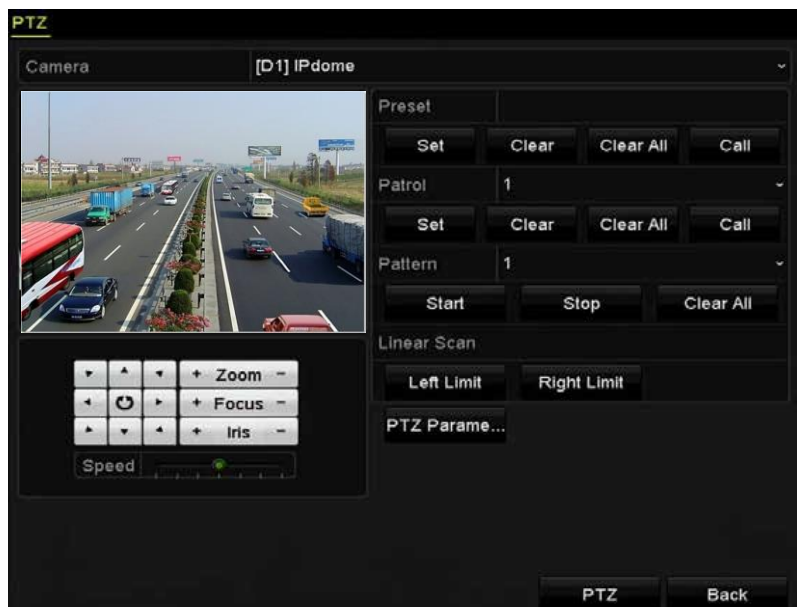 PTZ
Camera [D1] IPdome
Preset
Set Clear Clear All Call
Patrol 1
Set Clear Clear All Call
Pattern 1
Start Stop Clear All
Linear Scan
Left Limit Right Limit
PTZ Parame...
+ Zoom -
+ Focus -
+ Iris -
Speed
PTZ Back